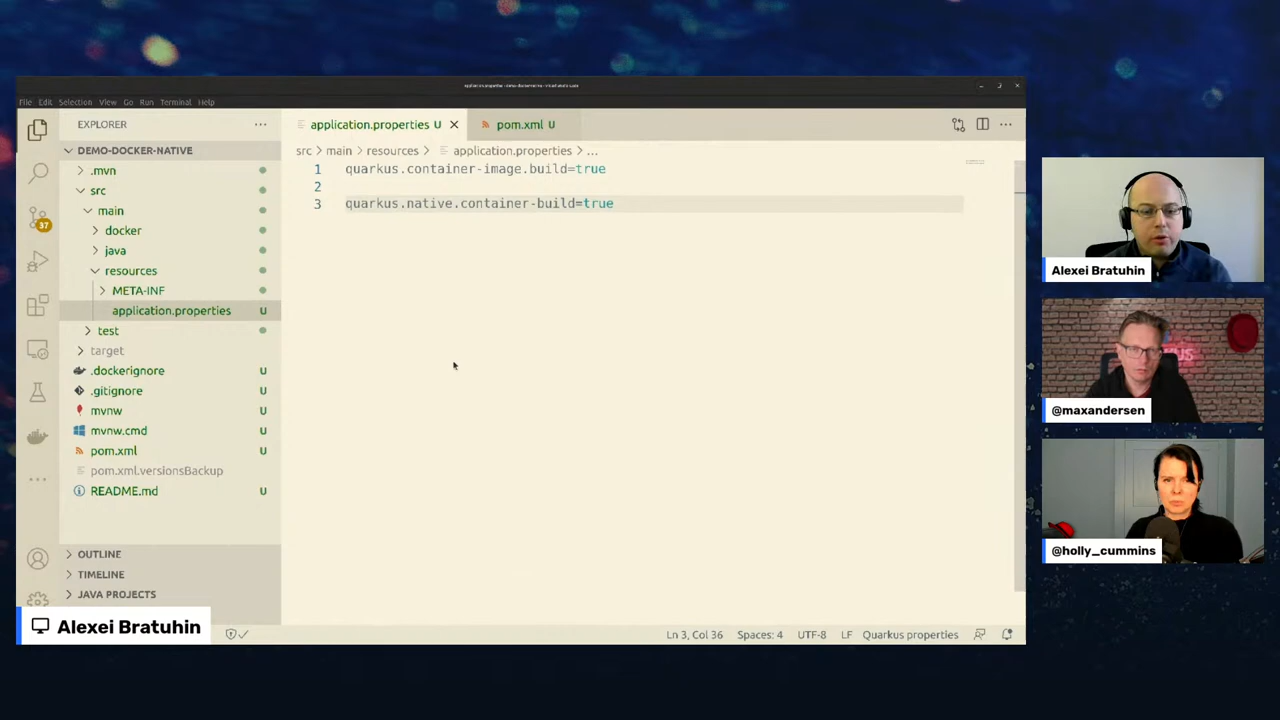 File Edit Selection View Go Run Terminal Help
EXPLORER
application.properties U
pom.xml U
DEMO-DOCKER-NATIVE
src > main > resources > application.properties > ...
.mvn
src
main
docker
java
resources
META-INF
application.properties U
test
target
.dockerignore U
.gitignore U
mvnw U
mvnw.cmd U
pom.xml U
pom.xml.versionsBackup
README.md U
OUTLINE
TIMELINE
JAVA PROJECTS
37
1 quarkus.container-image.build=true
2
3 quarkus.native.container-build=true
Ln 3, Col 36 Spaces: 4 UTF-8 LF Quarkus properties
Alexei Bratuhin
Alexei Bratuhin
@maxandersen
@holly_cummins